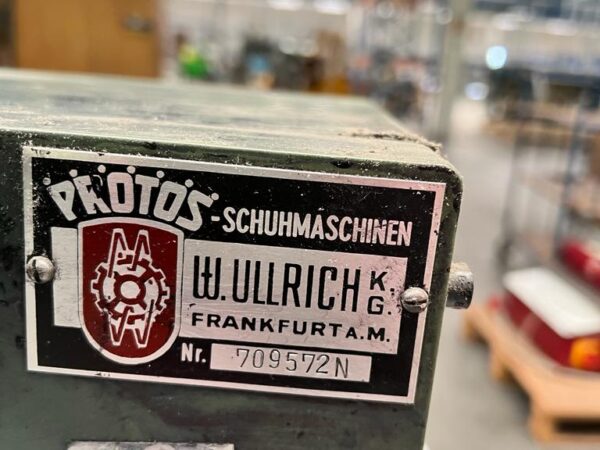 PROTOS-SCHUHMASCHINEN
W. ULLRICH K.G.
FRANKFURT A.M.
Nr. 709572N